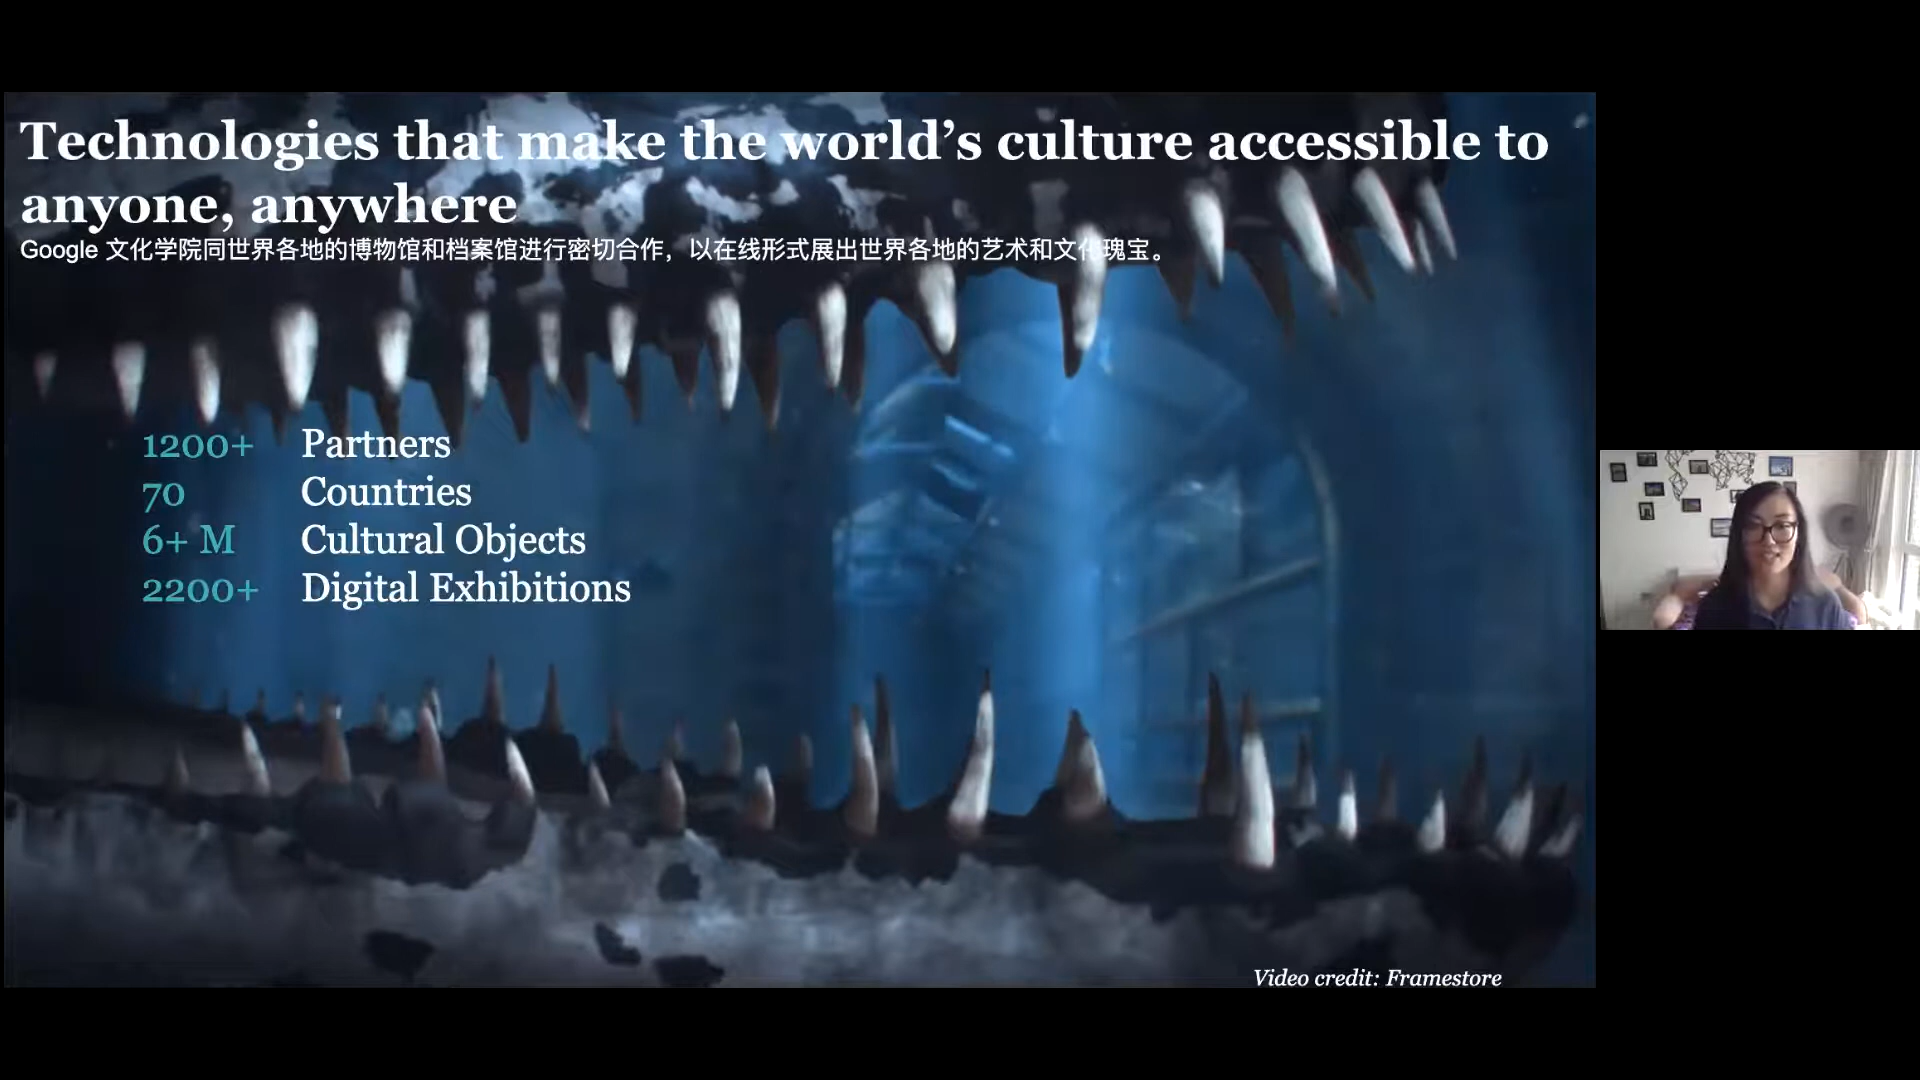 Technologies that make the world’s culture accessible to
anyone, anywhere
Google 文化学院同世界各地的博物馆和档案馆进行密切合作，以在线形式展出世界各地的艺术和文化瑰宝。
1200+ Partners
70 Countries
6+ M Cultural Objects
2200+ Digital Exhibitions
Video credit: Framestore